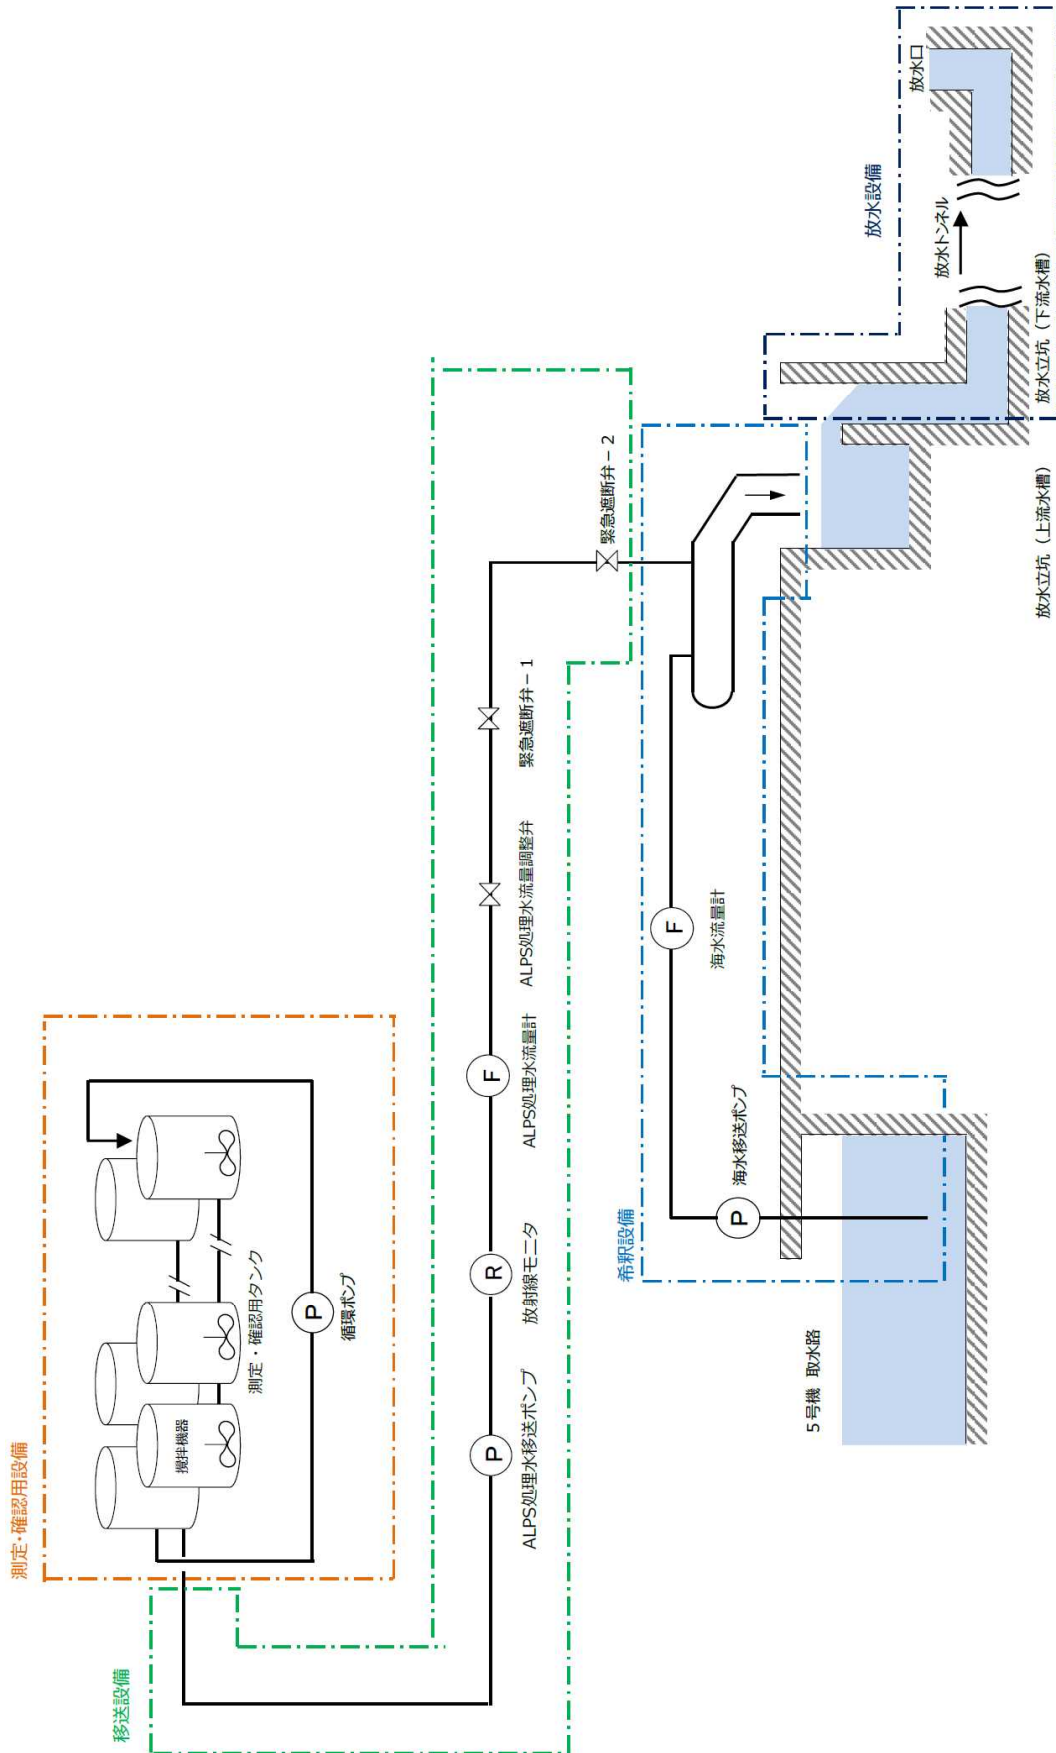 測定・確認用設備
攪拌機器
測定・確認用タンク
P
循環ポンプ
移送設備
P
ALPS処理水移送ポンプ
R
放射線モニタ
F
ALPS処理水流量計
ALPS処理水流量調整弁
緊急遮断弁－1
緊急遮断弁－2
希釈設備
P
海水移送ポンプ
F
海水流量計
5号機 取水路
放水設備
放水立坑（上流水槽）
放水立坑（下流水槽）
放水トンネル
放水口